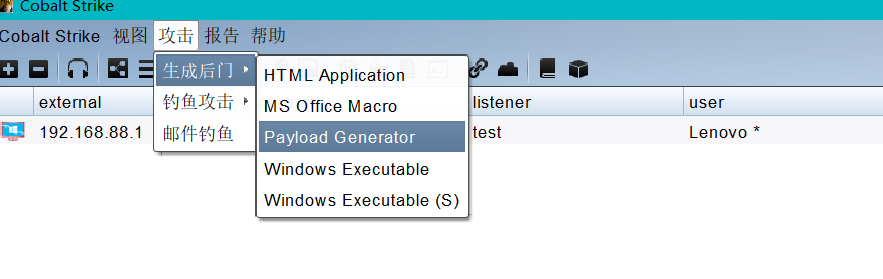 Cobalt Strike
Cobalt Strike 视图 攻击 报告 帮助
生成后门
钓鱼攻击
邮件钓鱼
HTML Application
MS Office Macro
Payload Generator
Windows Executable
Windows Executable (S)
external listener user
192.168.88.1 test Lenovo *